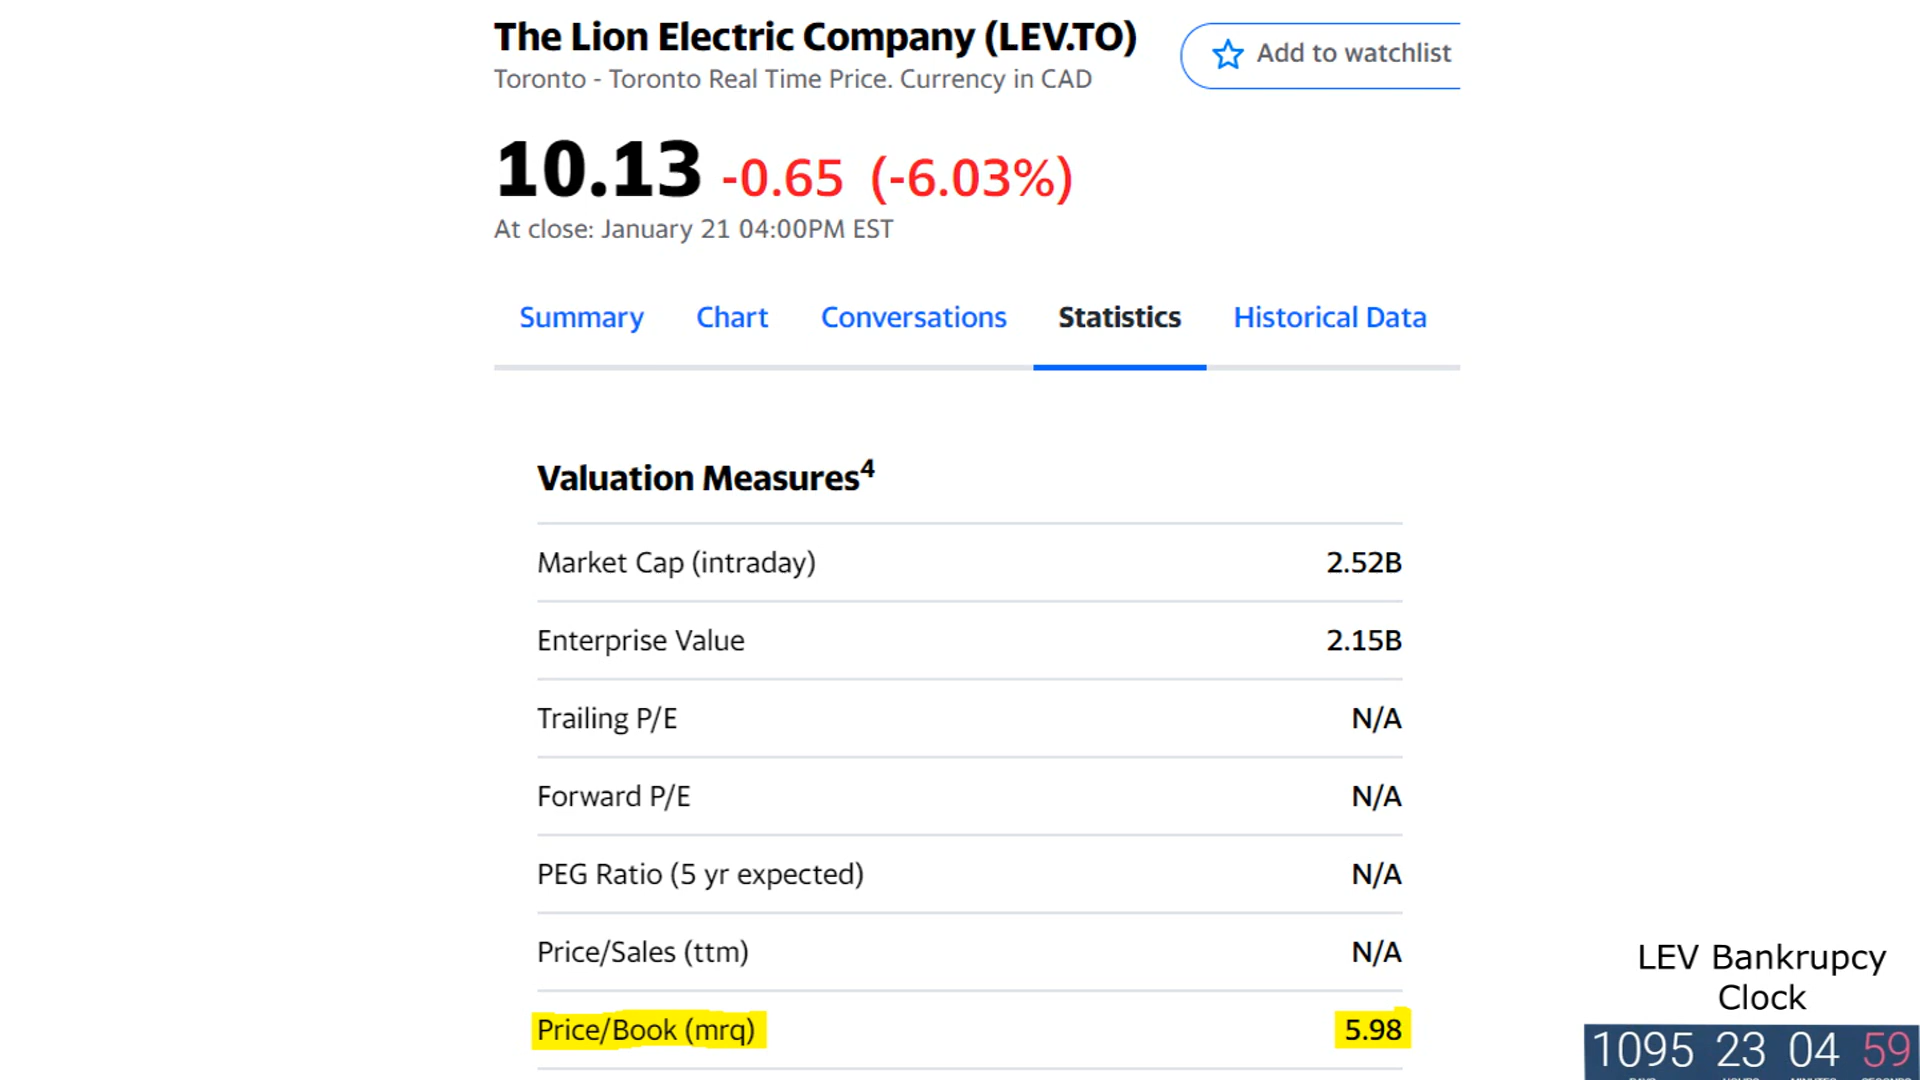 The Lion Electric Company (LEV.TO)
Add to watchlist
Toronto - Toronto Real Time Price. Currency in CAD
10.13 -0.65 (-6.03%)
At close: January 21 04:00PM EST
Summary Chart Conversations Statistics Historical Data
Valuation Measures4
Market Cap (intraday) 2.52B
Enterprise Value 2.15B
Trailing P/E N/A
Forward P/E N/A
PEG Ratio (5 yr expected) N/A
Price/Sales (ttm) N/A
Price/Book (mrq) 5.98
LEV Bankrupcy
Clock
1095 23 04 59